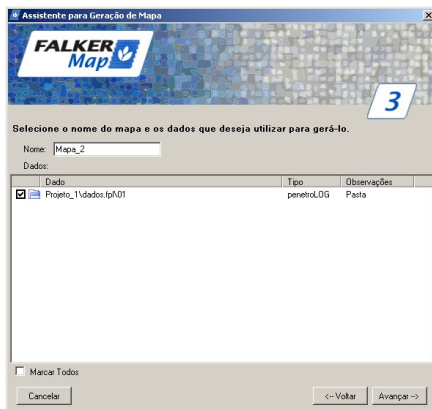 Assistente para Geração de Mapa
FALKER
Map
3
Selecione o nome do mapa e os dados que deseja utilizar para gerá-lo.
Nome: Mapa_2
Dados:
Dado Tipo Observações
Projeto_1\dados.fpl\01 penetroLOG Pasta
Marcar Todos
Cancelar <-- Voltar Avançar -->